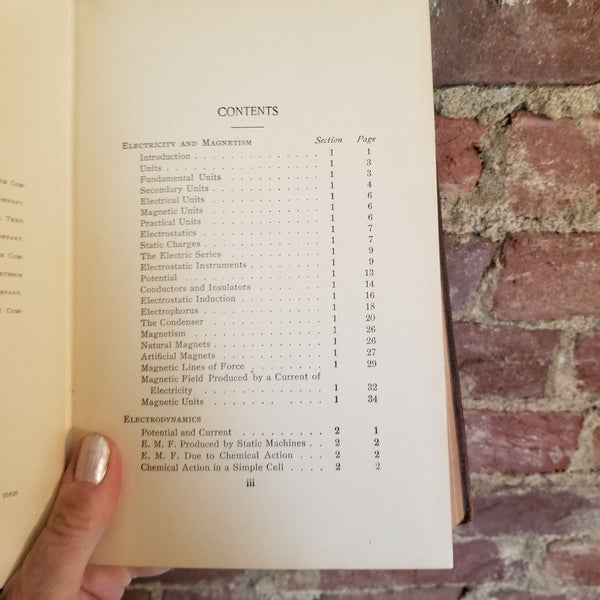 CONTENTS
ELECTRICITY AND MAGNETISM Section Page
Introduction . . . . . . . . . . . . . . . 1 1
Units . . . . . . . . . . . . . . . . . . 1 3
Fundamental Units . . . . . . . . . . . . 1 3
Secondary Units . . . . . . . . . . . . . 1 4
Electrical Units . . . . . . . . . . . . . 1 6
Magnetic Units . . . . . . . . . . . . . 1 6
Practical Units . . . . . . . . . . . . . 1 6
Electrostatics . . . . . . . . . . . . . . 1 7
Static Charges . . . . . . . . . . . . . . 1 7
The Electric Series . . . . . . . . . . . 1 9
Electrostatic Instruments . . . . . . . . 1 9
Potential . . . . . . . . . . . . . . . . 1 13
Conductors and Insulators . . . . . . . . 1 14
Electrostatic Induction . . . . . . . . . 1 16
Electrophorus . . . . . . . . . . . . . . 1 18
The Condenser . . . . . . . . . . . . . 1 20
Magnetism . . . . . . . . . . . . . . . 1 26
Natural Magnets . . . . . . . . . . . . . 1 26
Artificial Magnets . . . . . . . . . . . . 1 27
Magnetic Lines of Force . . . . . . . . . 1 29
Magnetic Field Produced by a Current of
Electricity . . . . . . . . . . . . . . 1 32
Magnetic Units . . . . . . . . . . . . . 1 34
ELECTRODYNAMICS
Potential and Current . . . . . . . . . . 2 1
E. M. F. Produced by Static Machines . . 2 2
E. M. F. Due to Chemical Action . . . . 2 2
Chemical Action in a Simple Cell . . . . 2 2
iii